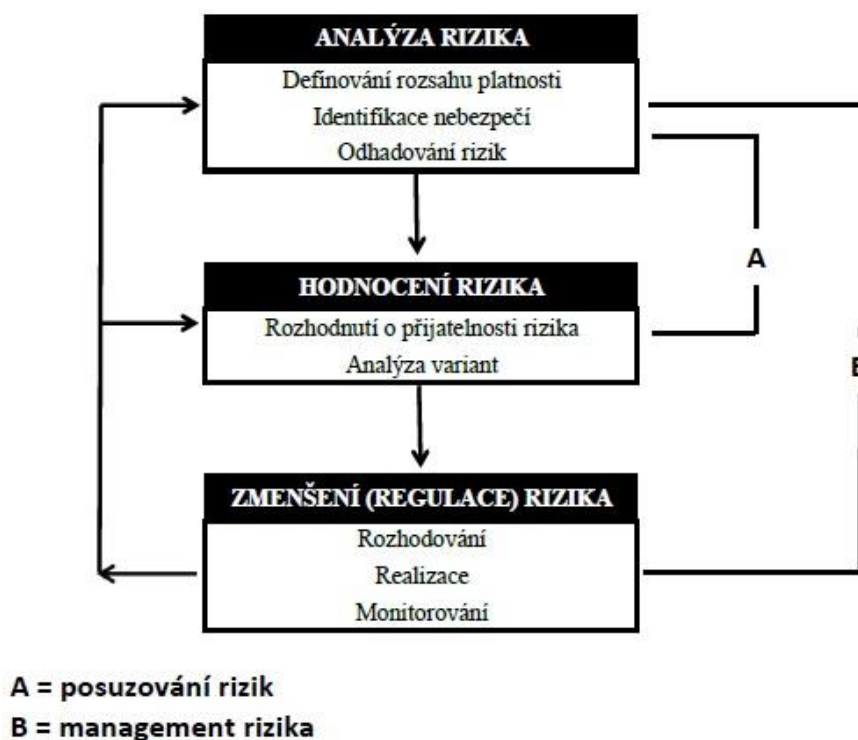 ANALÝZA RIZIKA
Definování rozsahu platnosti
Identifikace nebezpečí
Odhadování rizik
A
HODNOCENÍ RIZIKA
Rozhodnutí o přijatelnosti rizika
Analýza variant
ZMENŠENÍ (REGULACE) RIZIKA
Rozhodování
Realizace
Monitorování
A = posuzování rizik
B = management rizika